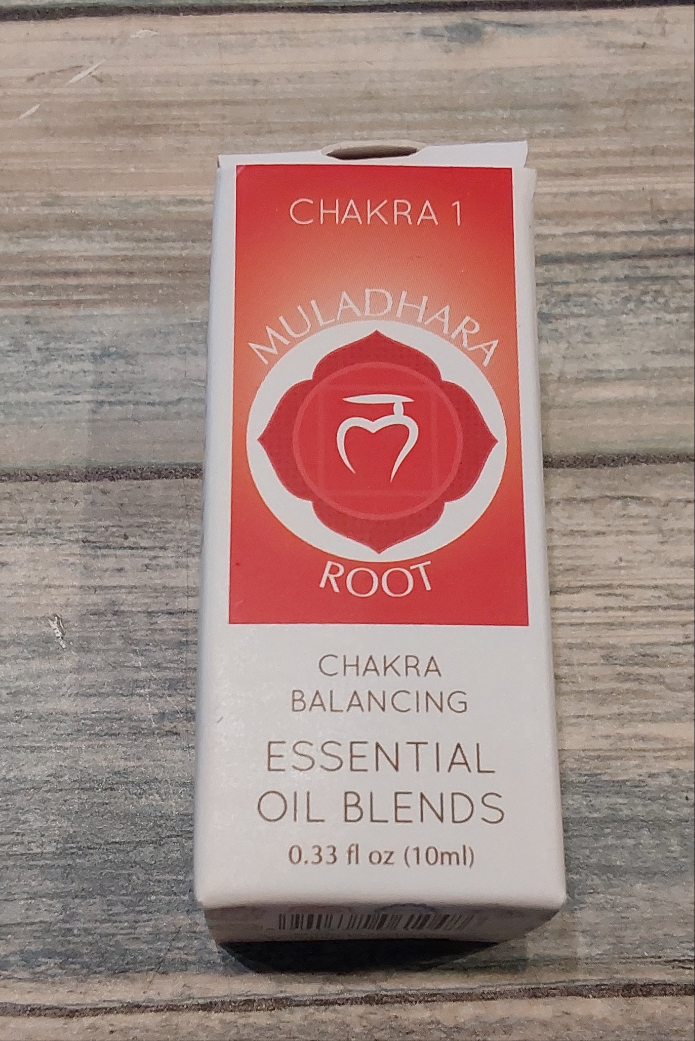 CHAKRA 1
MULADHARA
ROOT
CHAKRA
BALANCING
ESSENTIAL
OIL BLENDS
0.33 fl oz (10ml)